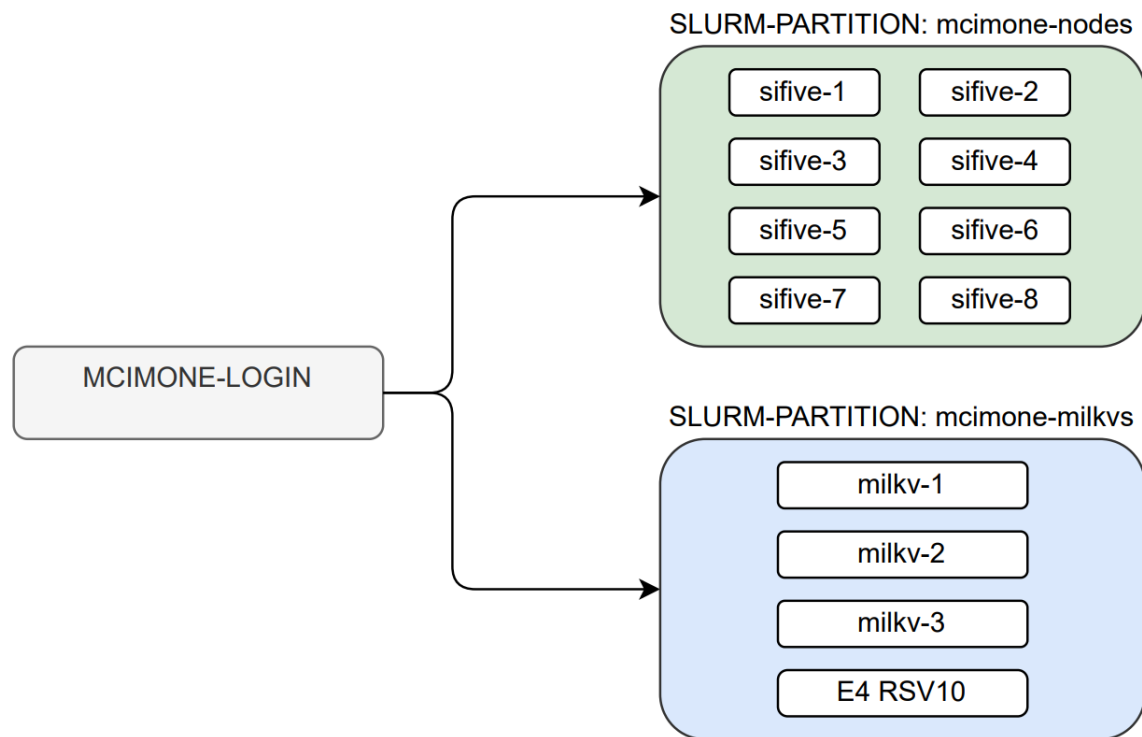 SLURM-PARTITION: mcimone-nodes
sifive-1 sifive-2
sifive-3 sifive-4
sifive-5 sifive-6
sifive-7 sifive-8
MCIMONE-LOGIN
SLURM-PARTITION: mcimone-milkvs
milkv-1
milkv-2
milkv-3
E4 RSV10